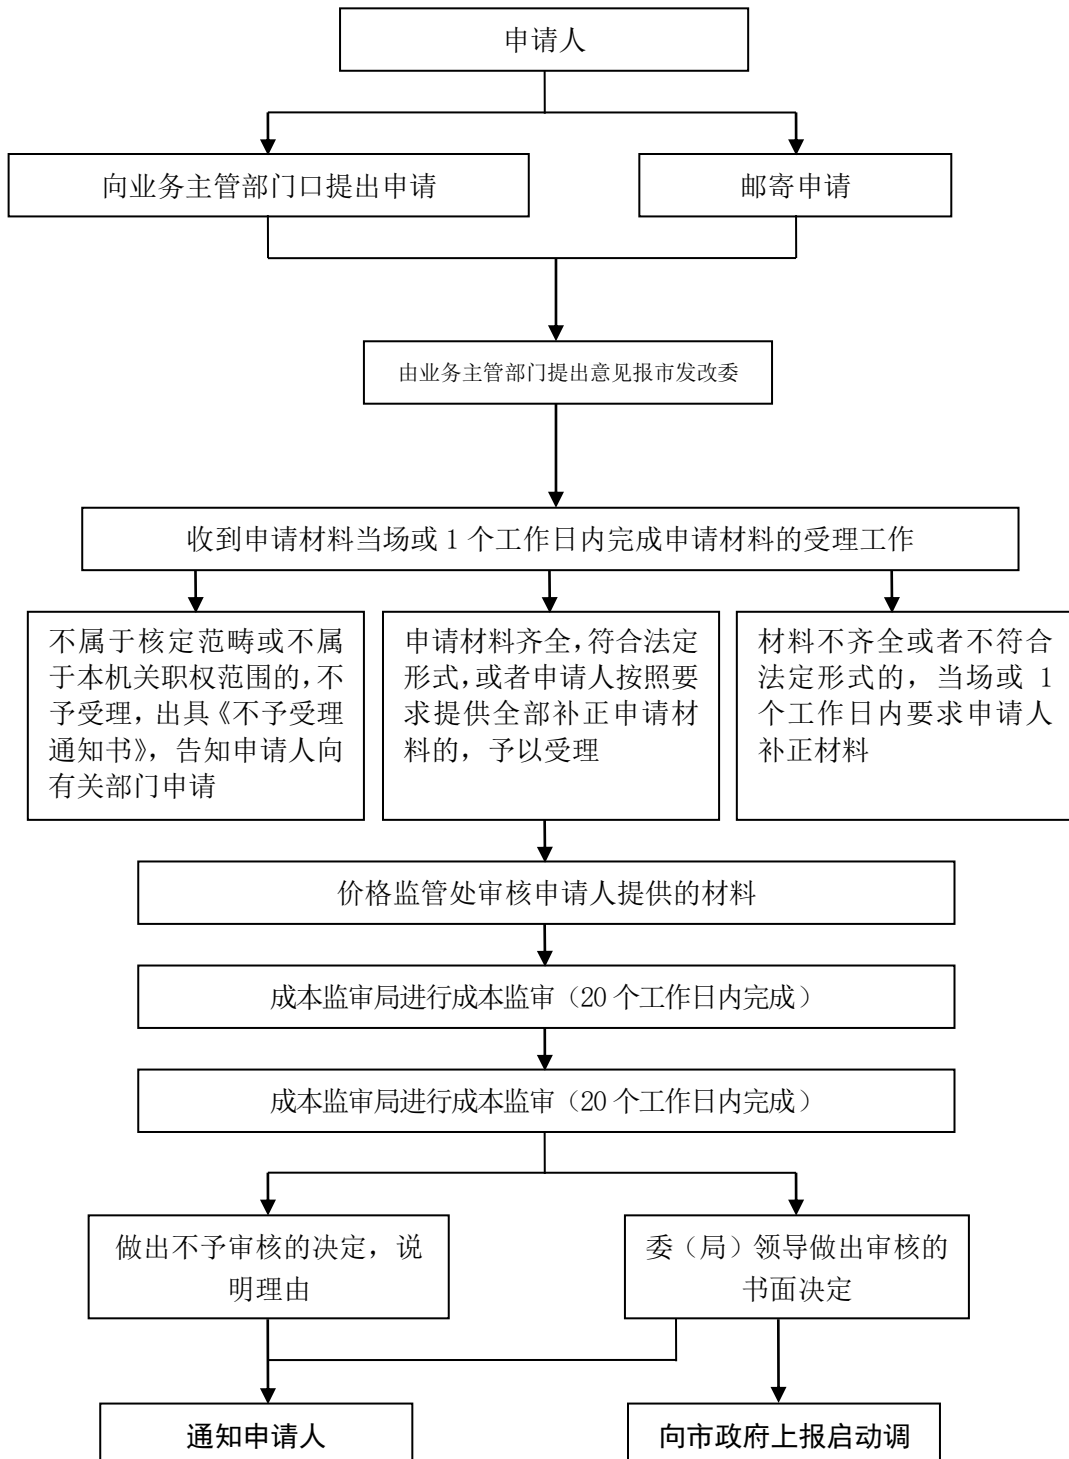 申请人
向业务主管部门口提出申请
邮寄申请
由业务主管部门提出意见报市发改委
收到申请材料当场或 1 个工作日内完成申请材料的受理工作
不属于核定范畴或不属
于本机关职权范围的，不
予受理，出具《不予受理
通知书》，告知申请人向
有关部门申请
申请材料齐全，符合法定
形式，或者申请人按照要
求提供全部补正申请材
料的，予以受理
材料不齐全或者不符合
法定形式的，当场或 1
个工作日内要求申请人
补正材料
价格监管处审核申请人提供的材料
成本监审局进行成本监审（20 个工作日内完成）
成本监审局进行成本监审（20 个工作日内完成）
做出不予审核的决定，说
明理由
委（局）领导做出审核的
书面决定
通知申请人
向市政府上报启动调